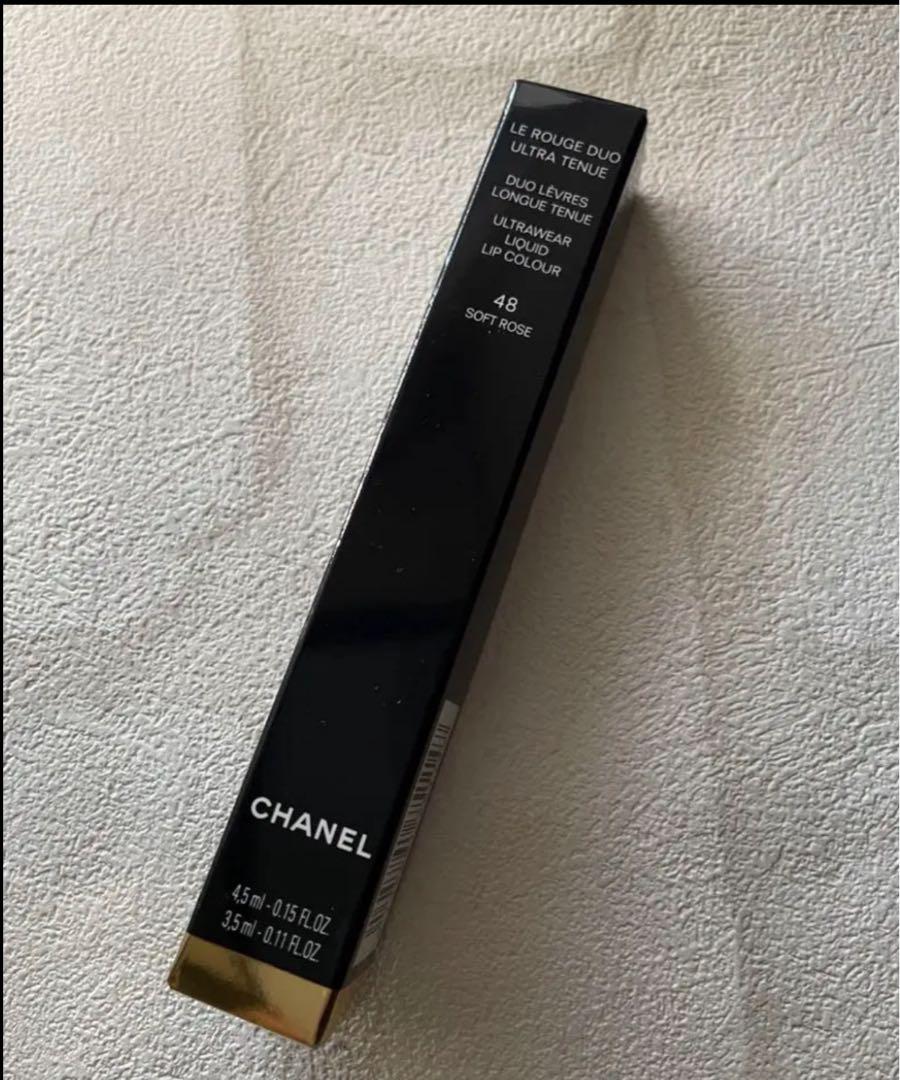 LE ROUGE DUO
ULTRA TENUE
DUO LÈVRES
LONGUE TENUE
ULTRAWEAR
LIQUID
LIP COLOUR
48
SOFT ROSE
CHANEL
4,5 ml - 0.15 FL.OZ.
3,5 ml - 0.11 FL.OZ.